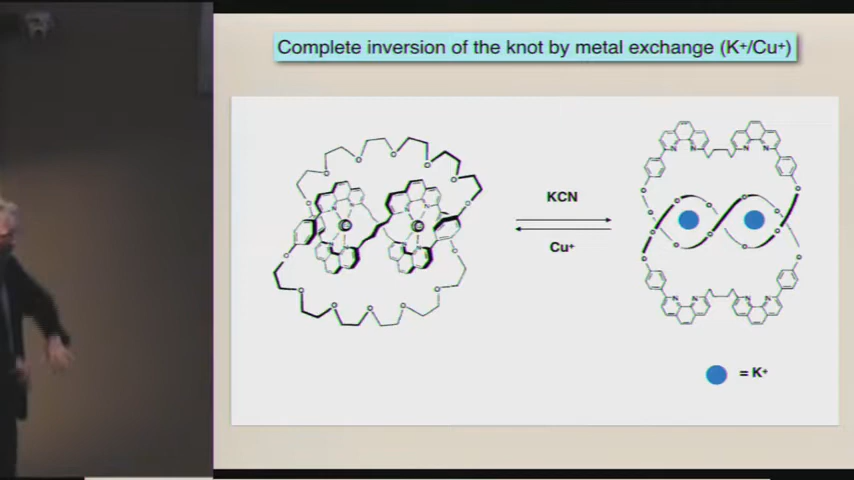 Complete inversion of the knot by metal exchange (K+/Cu+)
KCN
Cu+
= K+